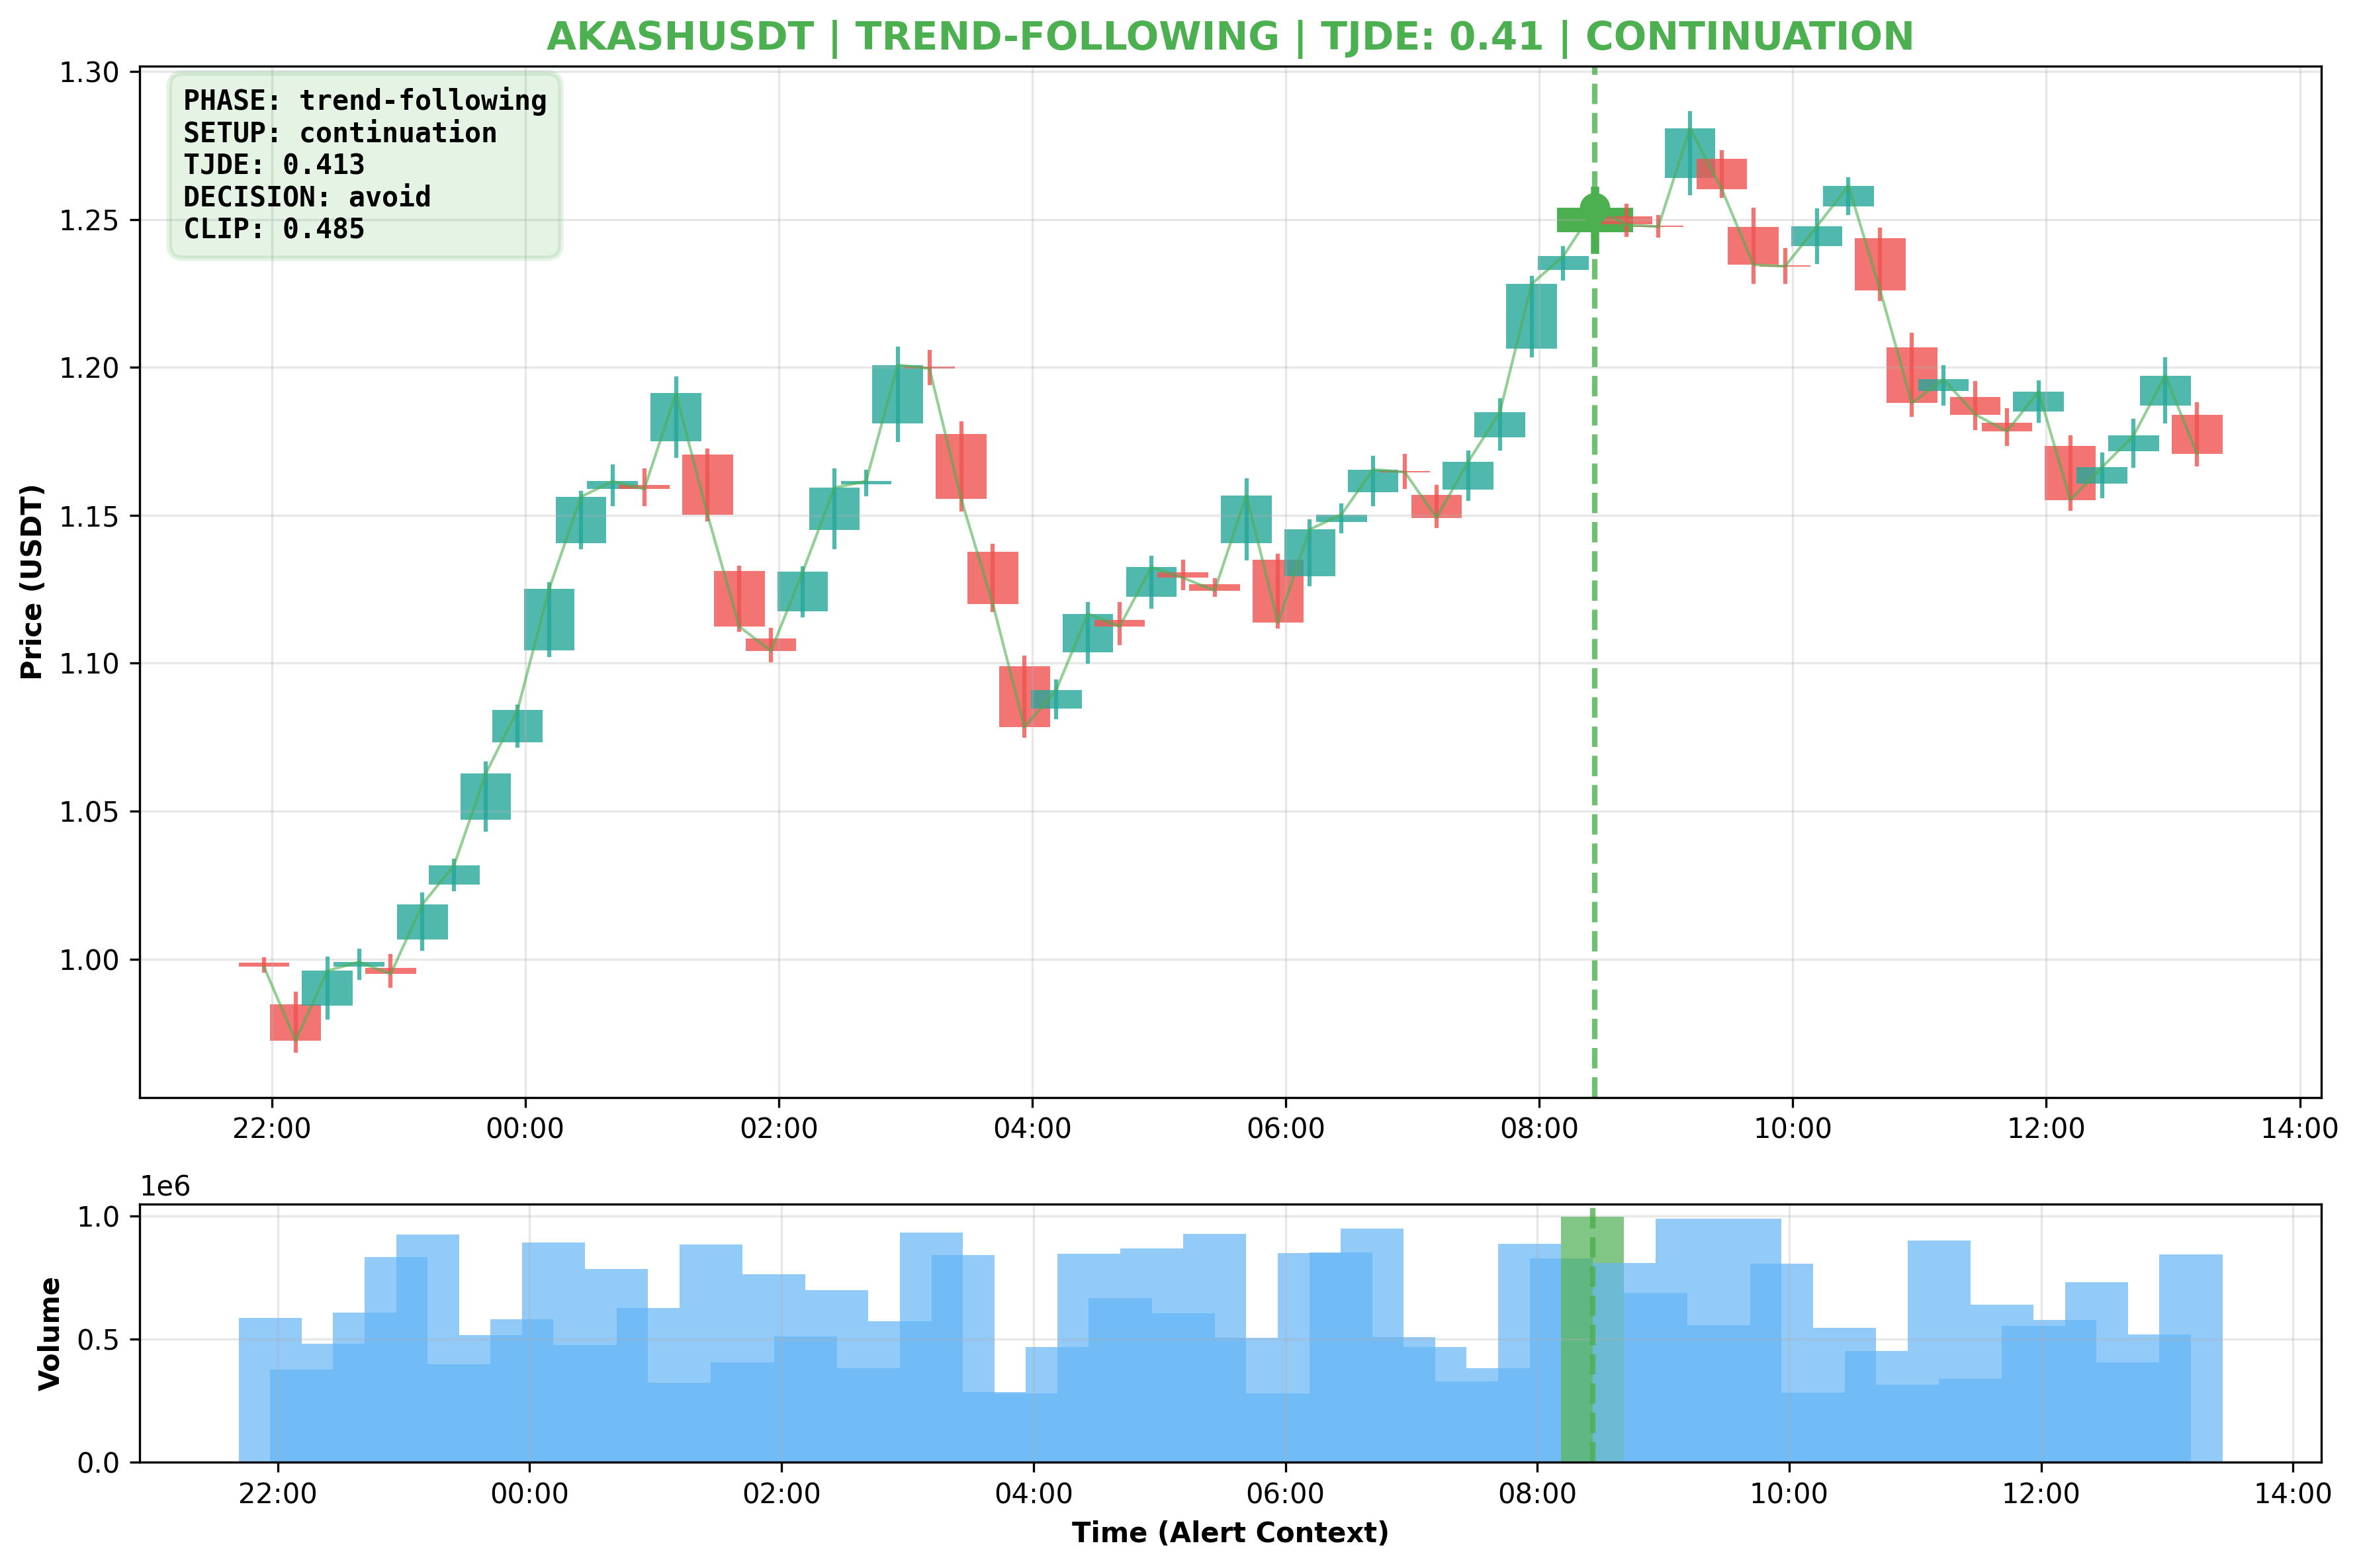 AKASHUSDT | TREND-FOLLOWING | TJDE: 0.41 | CONTINUATION
PHASE: trend-following
SETUP: continuation
TJDE: 0.413
DECISION: avoid
CLIP: 0.485
Price (USDT)
1.30
1.25
1.20
1.15
1.10
1.05
1.00
22:00 00:00 02:00 04:00 06:00 08:00 10:00 12:00 14:00
1e6
Volume
1.0
0.5
0.0
22:00 00:00 02:00 04:00 06:00 08:00 10:00 12:00 14:00
Time (Alert Context)